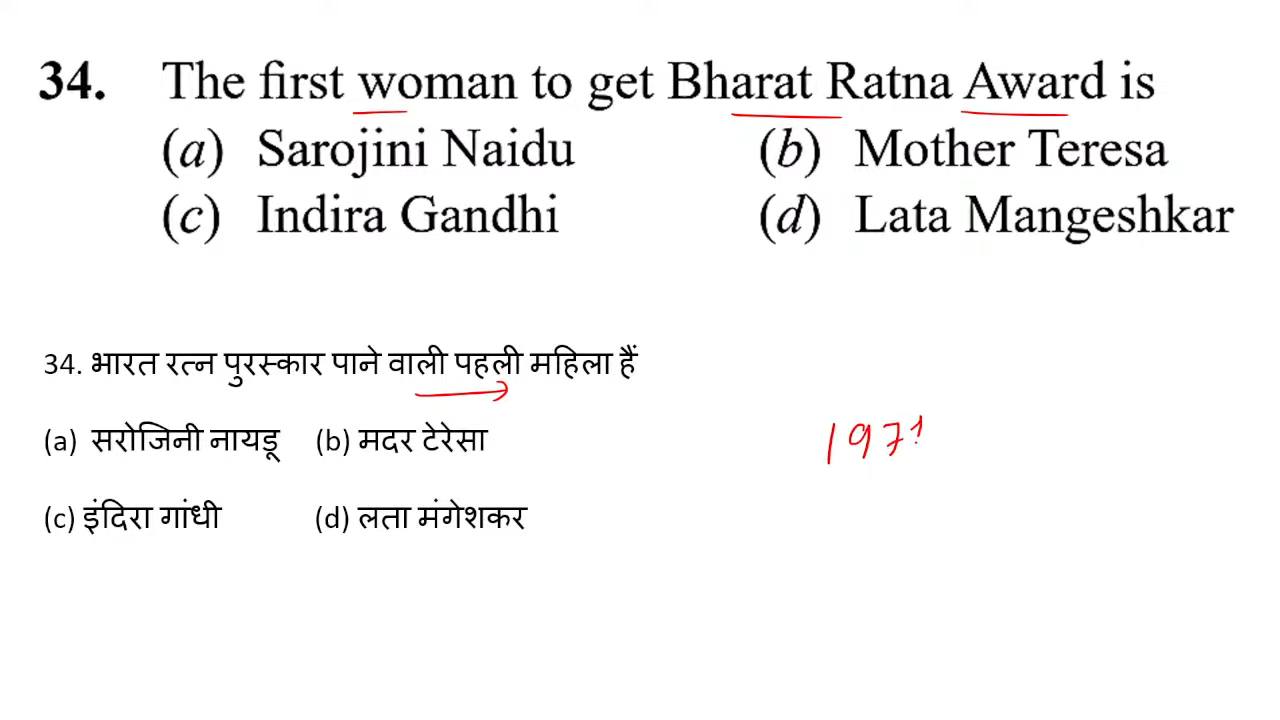 34. The first woman to get Bharat Ratna Award is
(a) Sarojini Naidu (b) Mother Teresa
(c) Indira Gandhi (d) Lata Mangeshkar
34. भारत रत्न पुरस्कार पाने वाली पहली महिला हैं
(a) सरोजिनी नायडू (b) मदर टेरेसा
1971
(c) इंदिरा गांधी (d) लता मंगेशकर